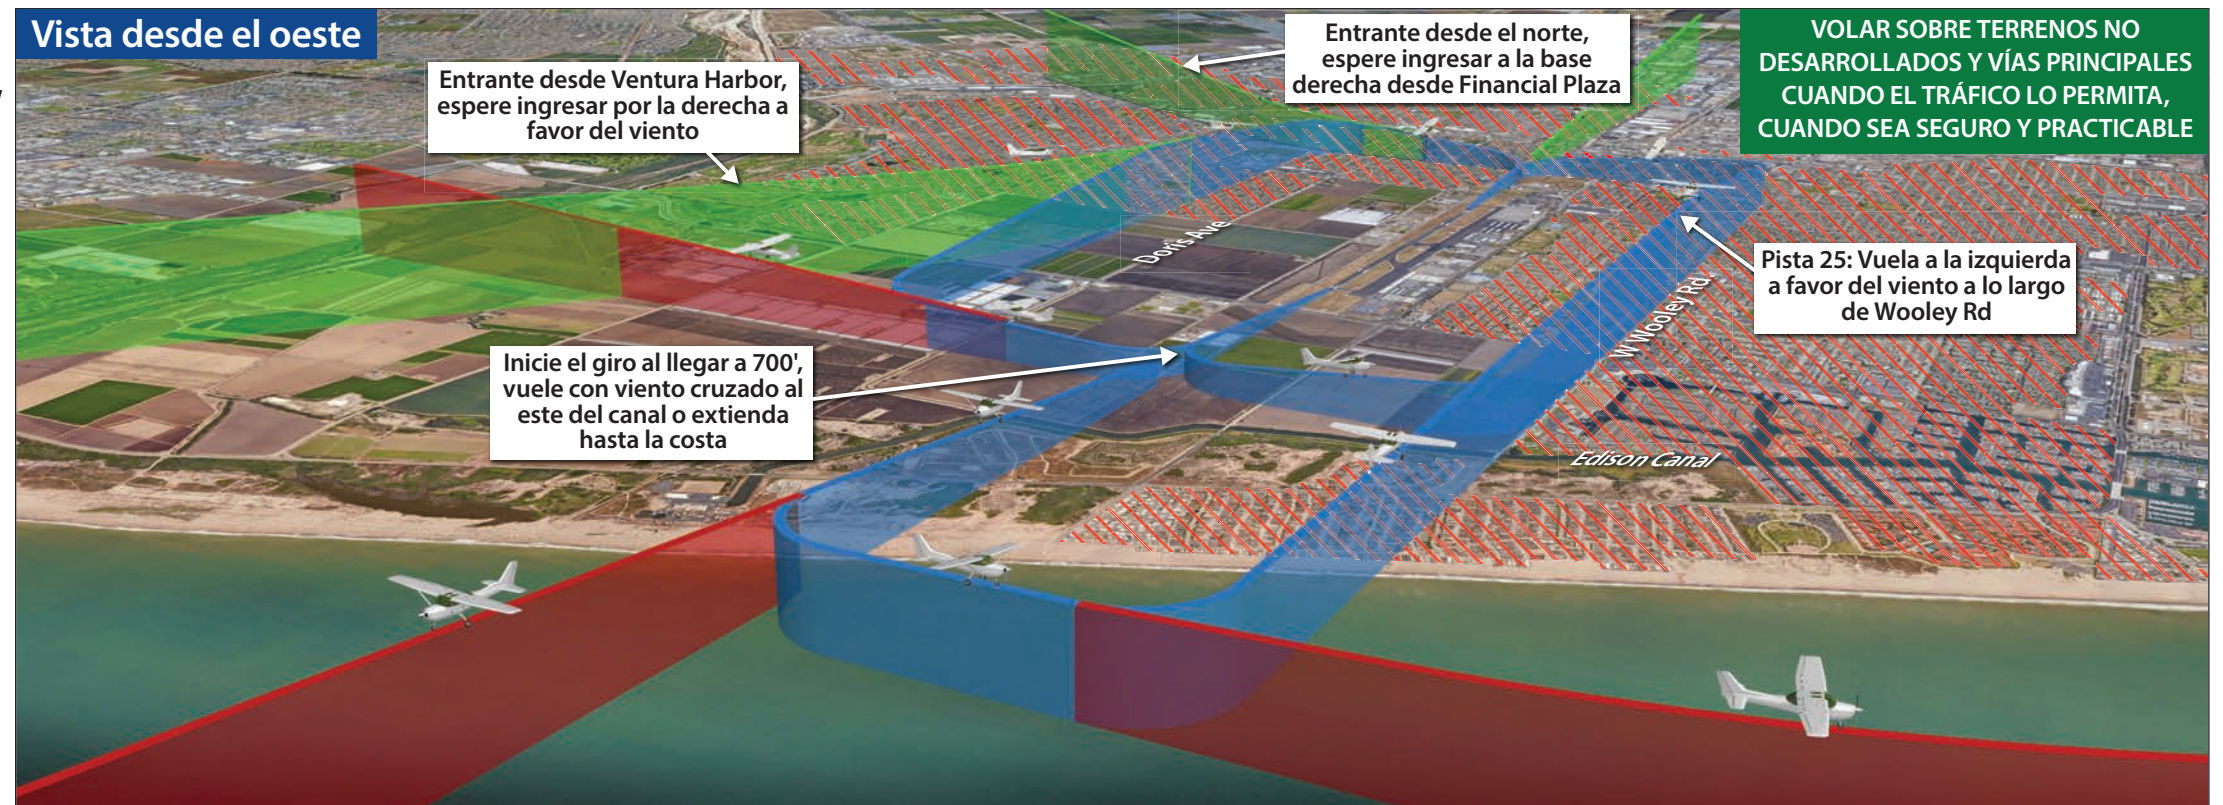 Vista desde el oeste
Entrante desde Ventura Harbor,
espere ingresar por la derecha a
favor del viento
Entrante desde el norte,
espere ingresar a la base
derecha desde Financial Plaza
VOLAR SOBRE TERRENOS NO
DESARROLLADOS Y VÍAS PRINCIPALES
CUANDO EL TRÁFICO LO PERMITA,
CUANDO SEA SEGURO Y PRACTICABLE
Doris Ave
Pista 25: Vuela a la izquierda
a favor del viento a lo largo
de Wooley Rd
W Wooley Rd.
Inicie el giro al llegar a 700',
vuele con viento cruzado al
este del canal o extienda
hasta la costa
Edison Canal